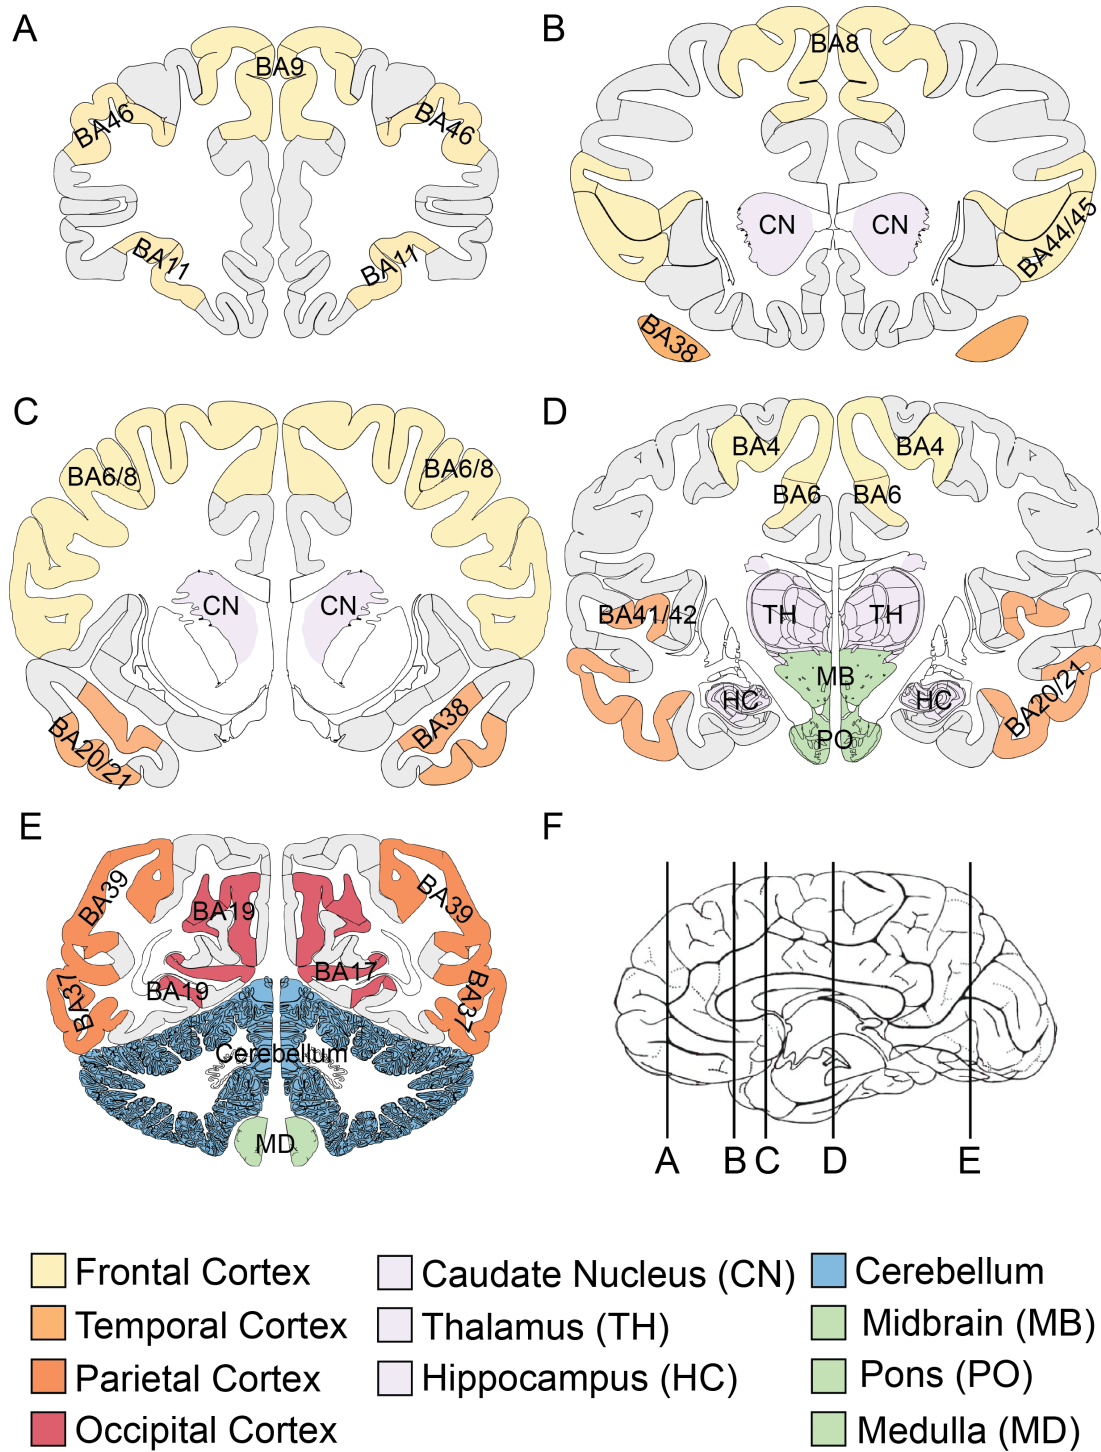 A
BA9
BA46
BA46
BA11
BA11
B
BA8
CN
CN
BA44/45
BA38
C
BA6/8
BA6/8
CN
CN
BA20/21
BA38
D
BA4
BA4
BA6
BA6
BA41/42
TH
TH
MB
HC
HC
PO
BA20/21
E
BA39
BA39
BA19
BA17
BA19
BA37
BA37
Cerebellum
MD
F
A B C D E
Frontal Cortex
Temporal Cortex
Parietal Cortex
Occipital Cortex
Caudate Nucleus (CN)
Thalamus (TH)
Hippocampus (HC)
Cerebellum
Midbrain (MB)
Pons (PO)
Medulla (MD)